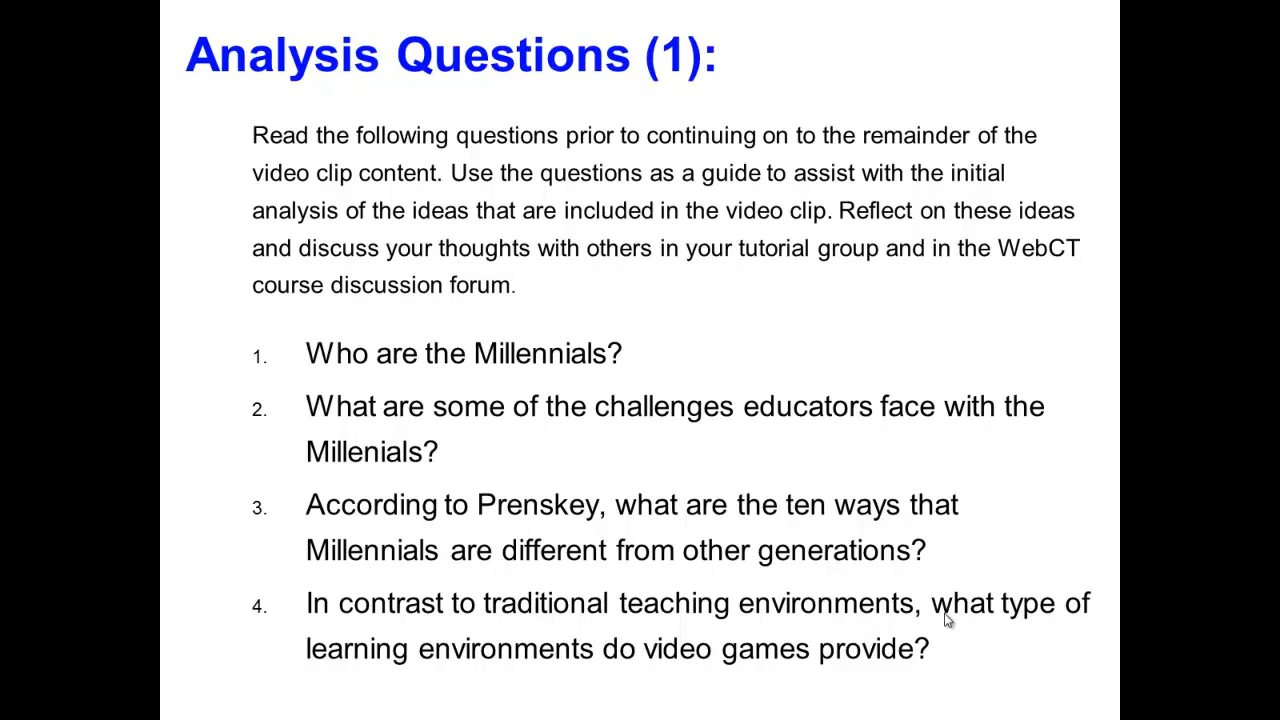 Analysis Questions (1):
Read the following questions prior to continuing on to the remainder of the
video clip content. Use the questions as a guide to assist with the initial
analysis of the ideas that are included in the video clip. Reflect on these ideas
and discuss your thoughts with others in your tutorial group and in the WebCT
course discussion forum.
1. Who are the Millennials?
2. What are some of the challenges educators face with the
Millenials?
3. According to Prenskey, what are the ten ways that
Millennials are different from other generations?
4. In contrast to traditional teaching environments, what type of
learning environments do video games provide?